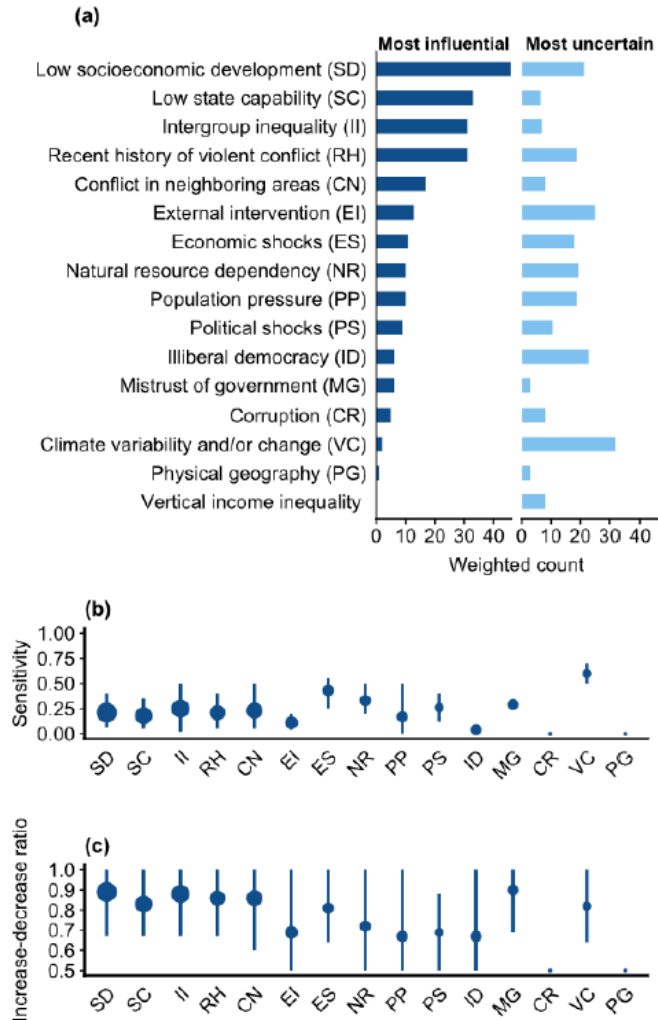 (a)
Most influential Most uncertain
Low socioeconomic development (SD)
Low state capability (SC)
Intergroup inequality (II)
Recent history of violent conflict (RH)
Conflict in neighboring areas (CN)
External intervention (EI)
Economic shocks (ES)
Natural resource dependency (NR)
Population pressure (PP)
Political shocks (PS)
Illiberal democracy (ID)
Mistrust of government (MG)
Corruption (CR)
Climate variability and/or change (VC)
Physical geography (PG)
Vertical income inequality
0 10 20 30 40 0 10 20 30 40
Weighted count
(b)
Sensitivity
1.00
0.75
0.50
0.25
0.00
SD SC II RH CN EI ES NR PP PS ID MG CR VC PG
(c)
Increase-decrease ratio
1.0
0.9
0.8
0.7
0.6
0.5
SD SC II RH CN EI ES NR PP PS ID MG CR VC PG